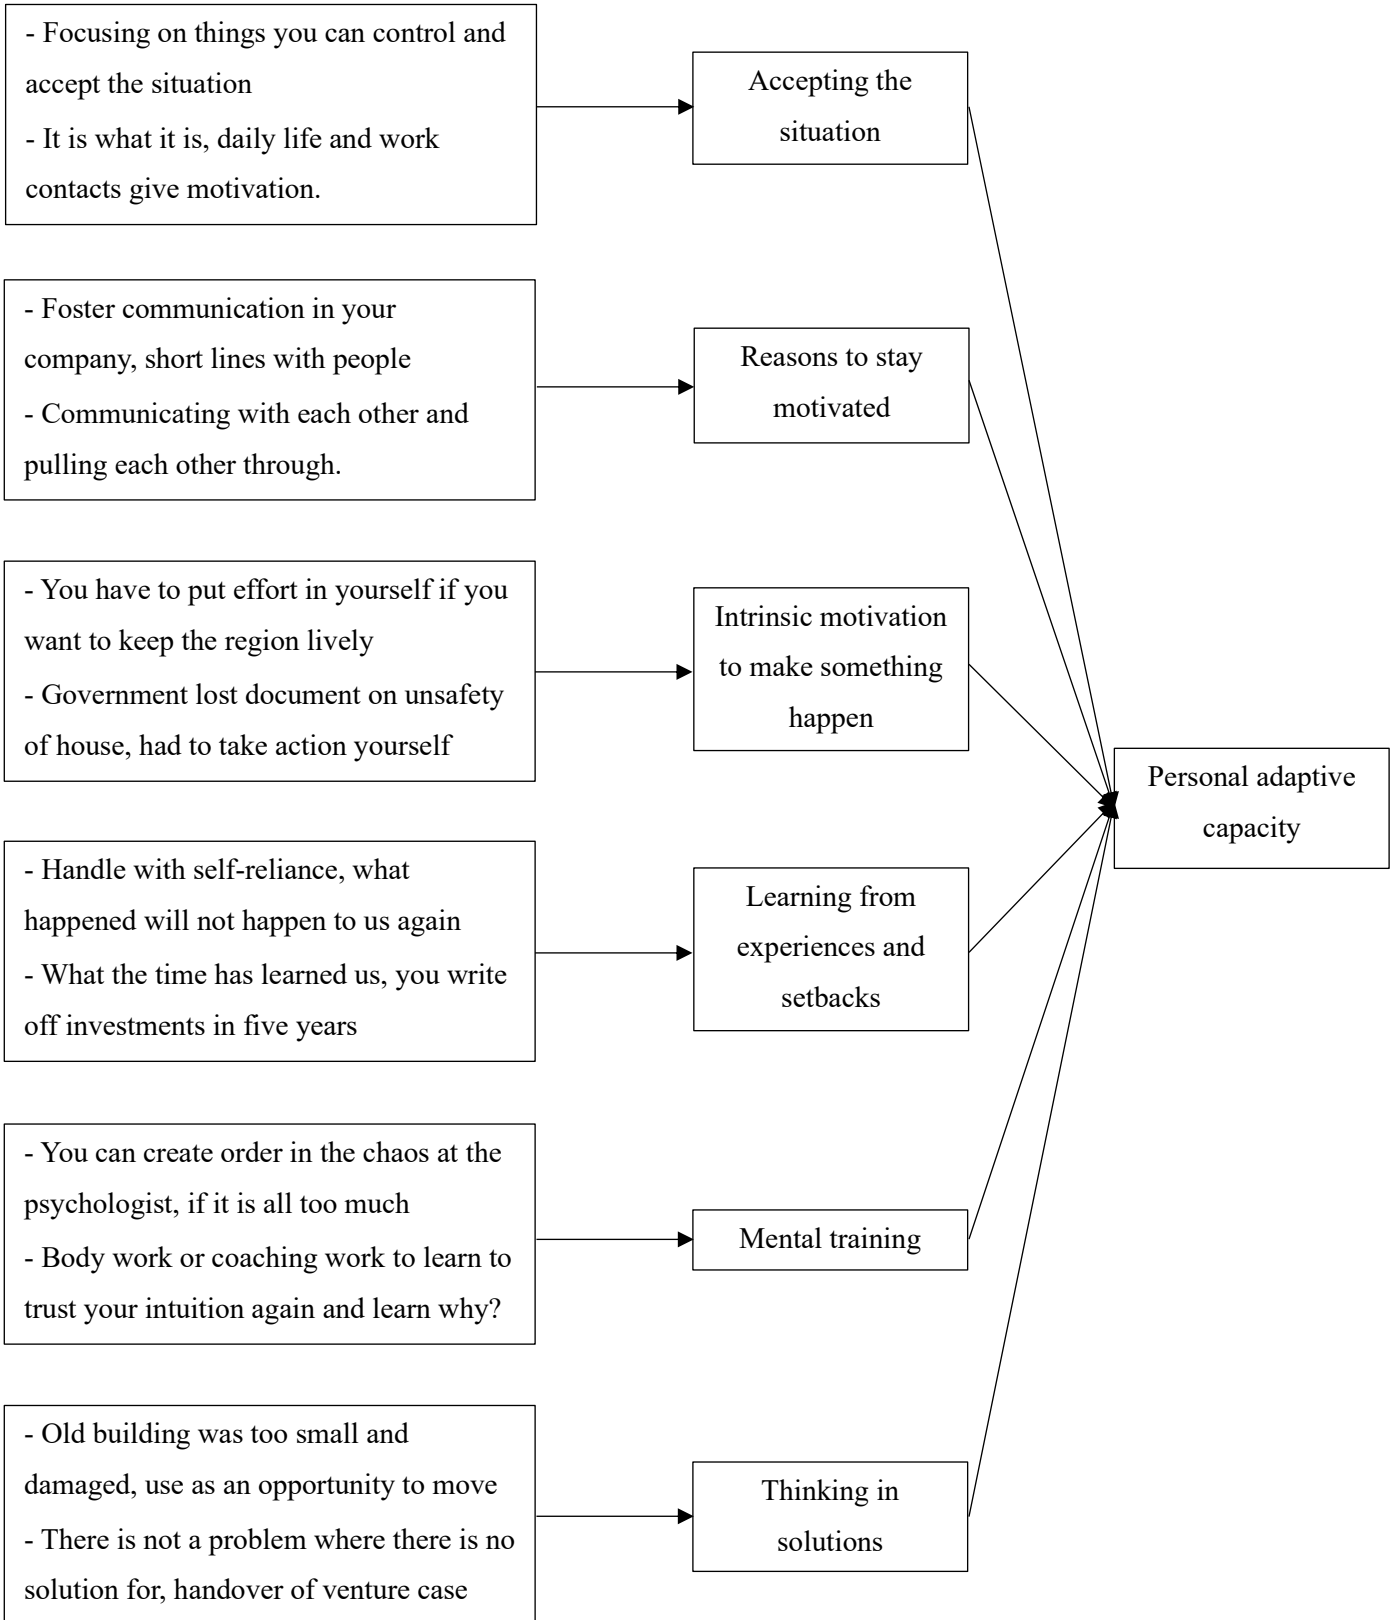 - Focusing on things you can control and
accept the situation
- It is what it is, daily life and work
contacts give motivation.
Accepting the
situation
- Foster communication in your
company, short lines with people
- Communicating with each other and
pulling each other through.
Reasons to stay
motivated
- You have to put effort in yourself if you
want to keep the region lively
- Government lost document on unsafety
of house, had to take action yourself
Intrinsic motivation
to make something
happen
- Handle with self-reliance, what
happened will not happen to us again
- What the time has learned us, you write
off investments in five years
Learning from
experiences and
setbacks
- You can create order in the chaos at the
psychologist, if it is all too much
- Body work or coaching work to learn to
trust your intuition again and learn why?
Mental training
- Old building was too small and
damaged, use as an opportunity to move
- There is not a problem where there is no
solution for, handover of venture case
Thinking in
solutions
Personal adaptive
capacity